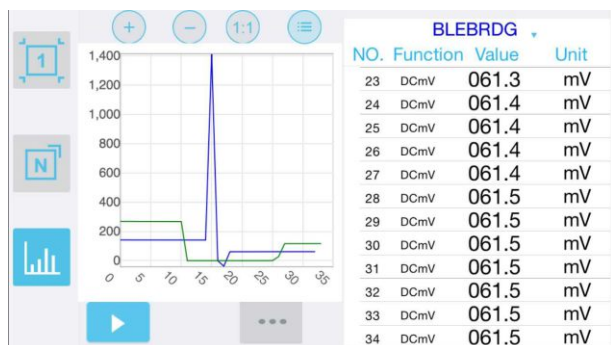 + − 1:1
1
N
1,400
1,200
1,000
800
600
400
200
0
0 5 10 15 20 25 30 35
BLEBRDG
NO. Function Value Unit
23 DCmV 061.3 mV
24 DCmV 061.4 mV
25 DCmV 061.4 mV
26 DCmV 061.4 mV
27 DCmV 061.4 mV
28 DCmV 061.5 mV
29 DCmV 061.5 mV
30 DCmV 061.5 mV
31 DCmV 061.5 mV
32 DCmV 061.5 mV
33 DCmV 061.5 mV
34 DCmV 061.5 mV